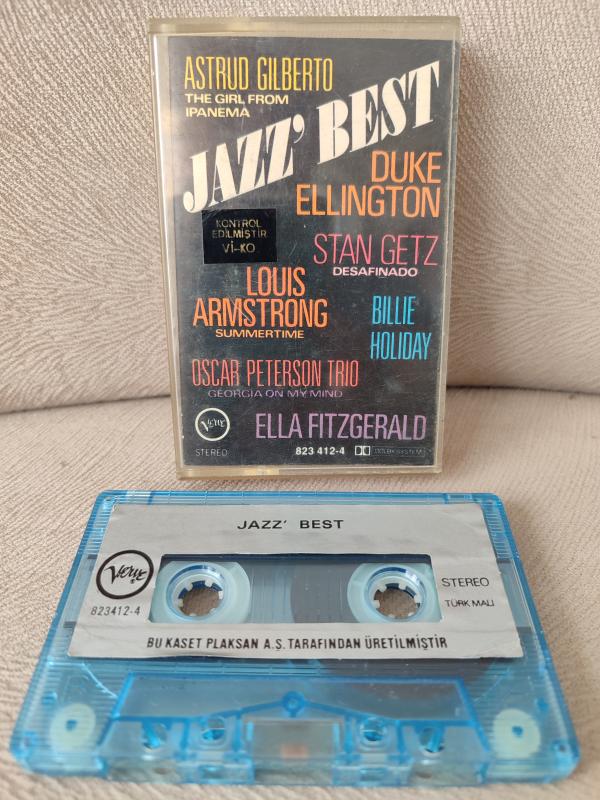 ASTRUD GILBERTO
THE GIRL FROM
IPANEMA
JAZZ' BEST
DUKE
ELLINGTON
KONTROL
EDİLMİŞTİR
Vİ-KO
STAN GETZ
DESAFINADO
LOUIS
ARMSTRONG
SUMMERTIME
BILLIE
HOLIDAY
OSCAR PETERSON TRIO
GEORGIA ON MY MIND
Verve
STEREO
ELLA FITZGERALD
823 412-4 DOLBY SYSTEM
JAZZ' BEST
Verve
823412-4
STEREO
TÜRK MALI
BU KASET PLAKSAN A.Ş. TARAFINDAN ÜRETİLMİŞTİR